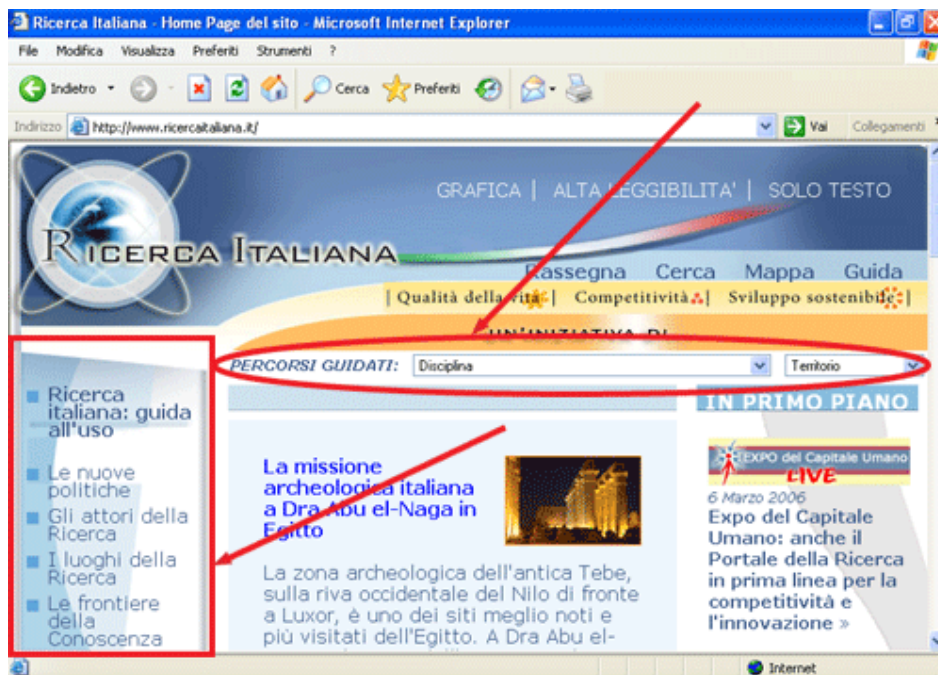 Ricerca Italiana - Home Page del sito - Microsoft Internet Explorer
File Modifica Visualizza Preferiti Strumenti ?
Indietro Cerca Preferiti
Indirizzo http://www.ricercaitaliana.it/ Vai Collegamenti
GRAFICA | ALTA LEGGIBILITA' | SOLO TESTO
RICERCA ITALIANA
Rassegna Cerca Mappa Guida
| Qualità della vita | Competitività | Sviluppo sostenibile |
UN'INIZIATIVA DI
PERCORSI GUIDATI: Disciplina Territorio
Ricerca
italiana: guida
all'uso
Le nuove
politiche
Gli attori della
Ricerca
I luoghi della
Ricerca
Le frontiere
della
Conoscenza
La missione
archeologica italiana
a Dra Abu el-Naga in
Egitto
La zona archeologica dell'antica Tebe,
sulla riva occidentale del Nilo di fronte
a Luxor, è uno dei siti meglio noti e
più visitati dell'Egitto. A Dra Abu el-
IN PRIMO PIANO
EXPO del Capitale Umano
LIVE
6 Marzo 2006
Expo del Capitale
Umano: anche il
Portale della Ricerca
in prima linea per la
competitività e
l'innovazione »
Internet